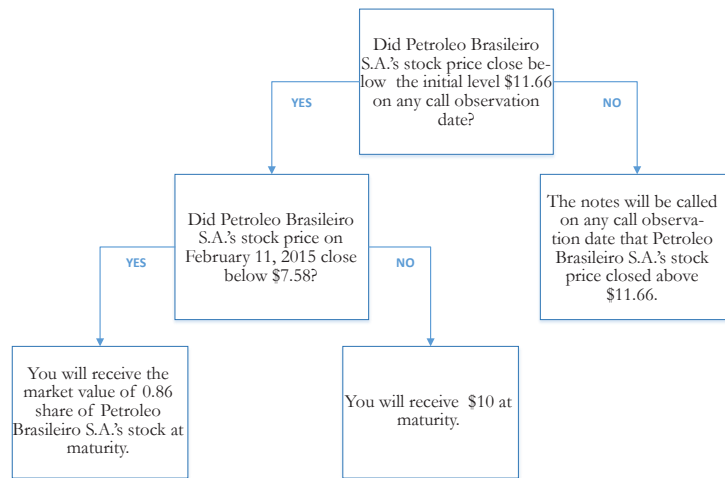 Did Petroleo Brasileiro
S.A.'s stock price close be-
low the initial level $11.66
on any call observation
date?
YES
NO
Did Petroleo Brasileiro
S.A.'s stock price on
February 11, 2015 close
below $7.58?
The notes will be called
on any call observa-
tion date that Petroleo
Brasileiro S.A.'s stock
price closed above
$11.66.
YES
NO
You will receive the
market value of 0.86
share of Petroleo
Brasileiro S.A.'s stock at
maturity.
You will receive $10 at
maturity.